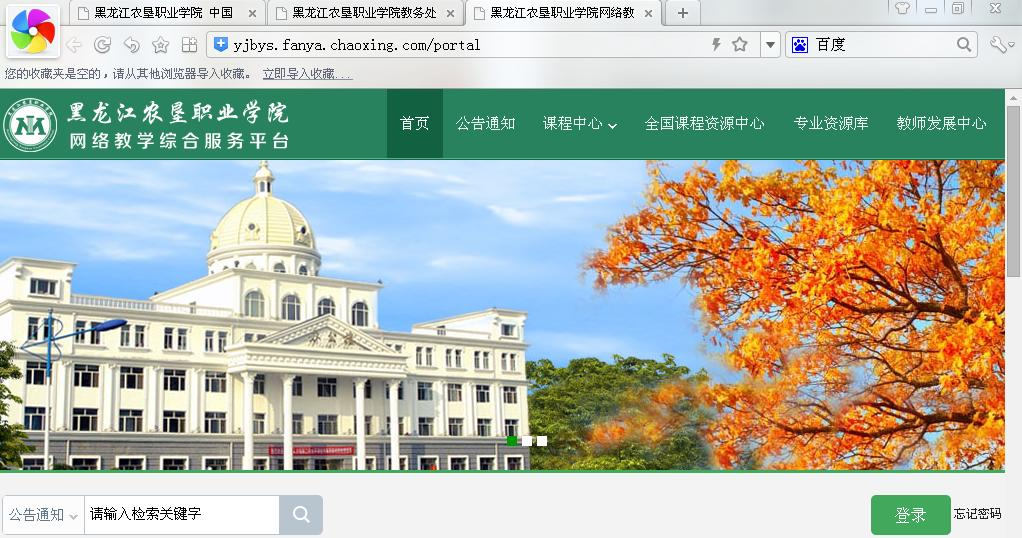 黑龙江农垦职业学院 中国
黑龙江农垦职业学院教务处
黑龙江农垦职业学院网络教
yjbys.fanya.chaoxing.com/portal
百度
您的收藏夹是空的，请从其他浏览器导入收藏。 立即导入收藏...
黑龙江农垦职业学院
网络教学综合服务平台
首页 公告通知 课程中心 全国课程资源中心 专业资源库 教师发展中心
公告通知 请输入检索关键字
登录 忘记密码